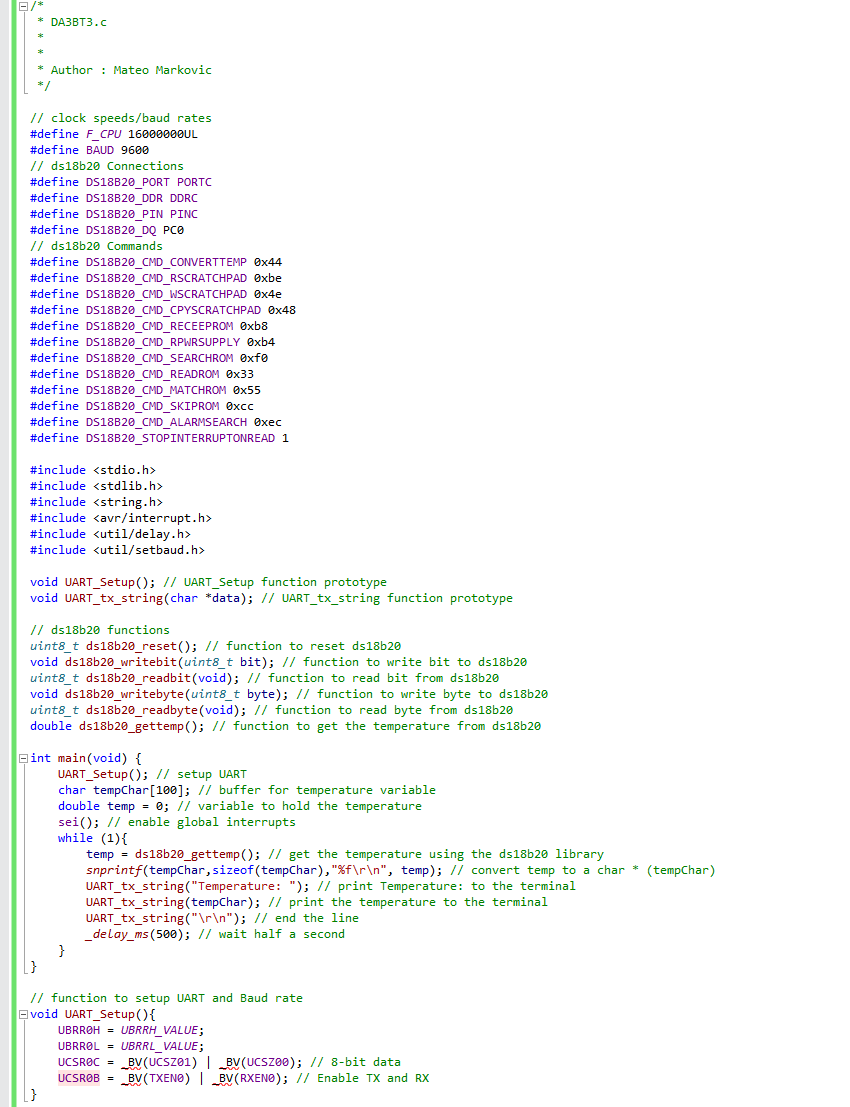 /*
 * DA3BT3.c
 *
 *
 * Author : Mateo Markovic
 */

// clock speeds/baud rates
#define F_CPU 16000000UL
#define BAUD 9600
// ds18b20 Connections
#define DS18B20_PORT PORTC
#define DS18B20_DDR DDRC
#define DS18B20_PIN PINC
#define DS18B20_DQ PC0
// ds18b20 Commands
#define DS18B20_CMD_CONVERTTEMP 0x44
#define DS18B20_CMD_RSCRATCHPAD 0xbe
#define DS18B20_CMD_WSCRATCHPAD 0x4e
#define DS18B20_CMD_CPYSCRATCHPAD 0x48
#define DS18B20_CMD_RECEEPROM 0xb8
#define DS18B20_CMD_RPWRSUPPLY 0xb4
#define DS18B20_CMD_SEARCHROM 0xf0
#define DS18B20_CMD_READROM 0x33
#define DS18B20_CMD_MATCHROM 0x55
#define DS18B20_CMD_SKIPROM 0xcc
#define DS18B20_CMD_ALARMSEARCH 0xec
#define DS18B20_STOPINTERRUPTONREAD 1

#include <stdio.h>
#include <stdlib.h>
#include <string.h>
#include <avr/interrupt.h>
#include <util/delay.h>
#include <util/setbaud.h>

void UART_Setup(); // UART_Setup function prototype
void UART_tx_string(char *data); // UART_tx_string function prototype

// ds18b20 functions
uint8_t ds18b20_reset(); // function to reset ds18b20
void ds18b20_writebit(uint8_t bit); // function to write bit to ds18b20
uint8_t ds18b20_readbit(void); // function to read bit from ds18b20
void ds18b20_writebyte(uint8_t byte); // function to write byte to ds18b20
uint8_t ds18b20_readbyte(void); // function to read byte from ds18b20
double ds18b20_gettemp(); // function to get the temperature from ds18b20

int main(void) {
    UART_Setup(); // setup UART
    char tempChar[100]; // buffer for temperature variable
    double temp = 0; // variable to hold the temperature
    sei(); // enable global interrupts
    while (1){
        temp = ds18b20_gettemp(); // get the temperature using the ds18b20 library
        snprintf(tempChar,sizeof(tempChar),"%f\r\n", temp); // convert temp to a char * (tempChar)
        UART_tx_string("Temperature: "); // print Temperature: to the terminal
        UART_tx_string(tempChar); // print the temperature to the terminal
        UART_tx_string("\r\n"); // end the line
        _delay_ms(500); // wait half a second
    }
}

// function to setup UART and Baud rate
void UART_Setup(){
    UBRR0H = UBRRH_VALUE;
    UBRR0L = UBRRL_VALUE;
    UCSR0C = _BV(UCSZ01) | _BV(UCSZ00); // 8-bit data
    UCSR0B = _BV(TXEN0) | _BV(RXEN0); // Enable TX and RX
}